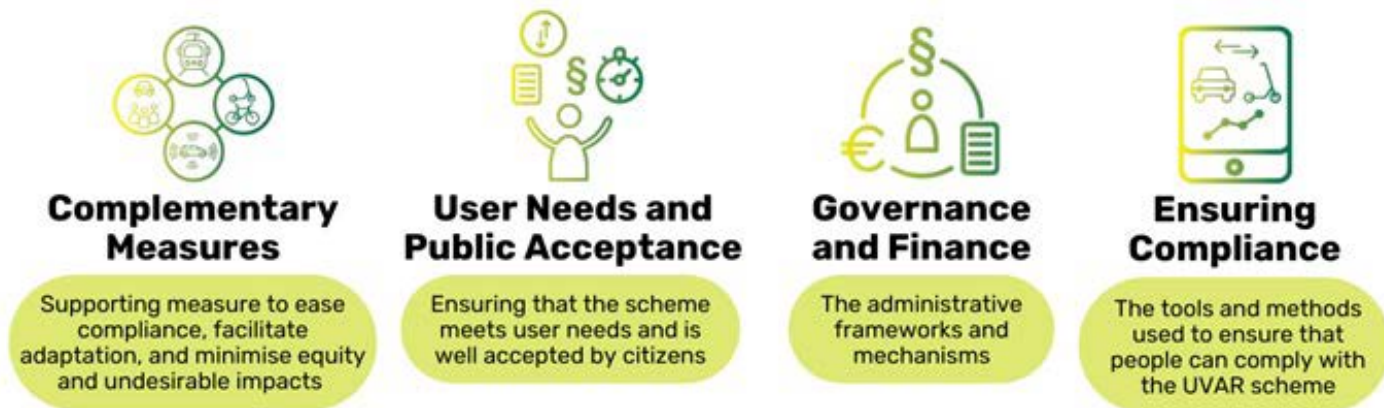 Complementary
Measures
Supporting measure to ease
compliance, facilitate
adaptation, and minimise equity
and undesirable impacts
§
User Needs and
Public Acceptance
Ensuring that the scheme
meets user needs and is
well accepted by citizens
§
€
Governance
and Finance
The administrative
frameworks and
mechanisms
Ensuring
Compliance
The tools and methods
used to ensure that
people can comply with
the UVAR scheme